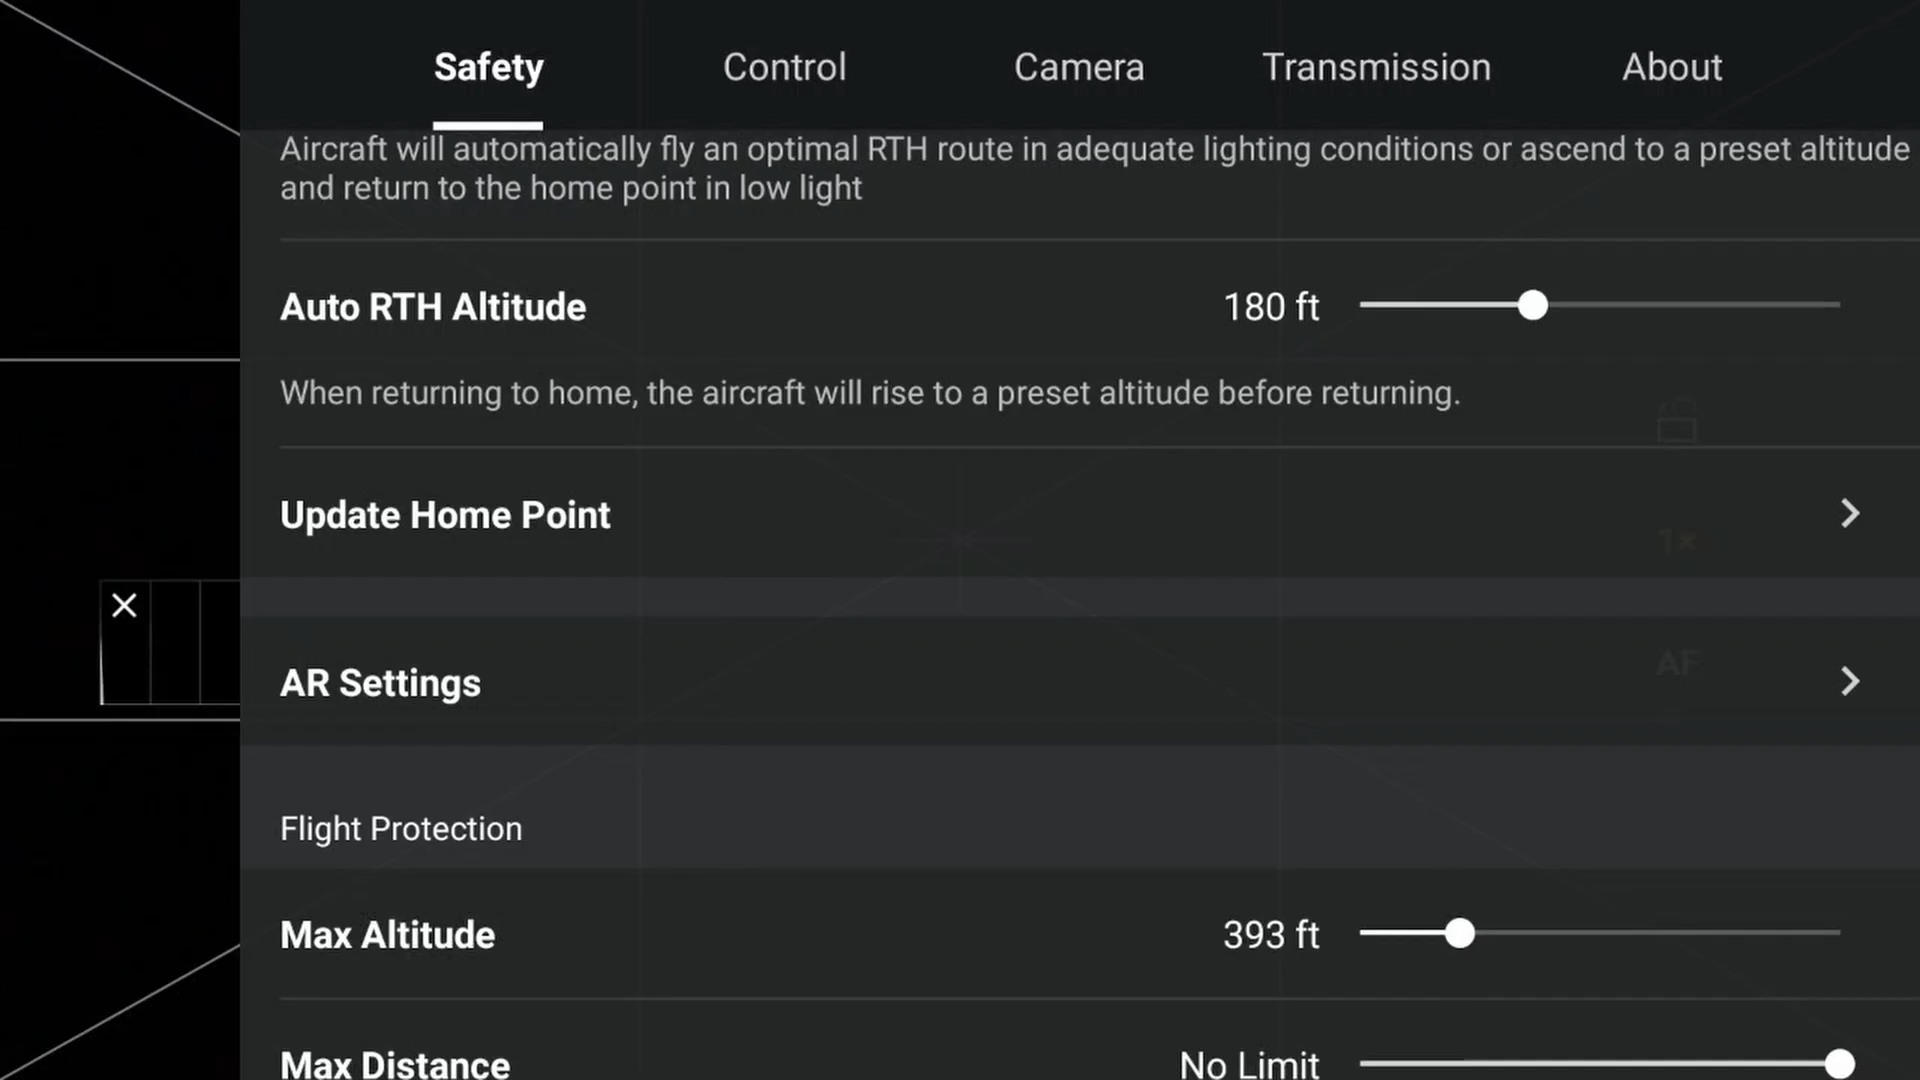 Safety Control Camera Transmission About
Aircraft will automatically fly an optimal RTH route in adequate lighting conditions or ascend to a preset altitude
and return to the home point in low light
Auto RTH Altitude 180 ft
When returning to home, the aircraft will rise to a preset altitude before returning.
Update Home Point
1×
AR Settings
AF
Flight Protection
Max Altitude 393 ft
Max Distance No Limit